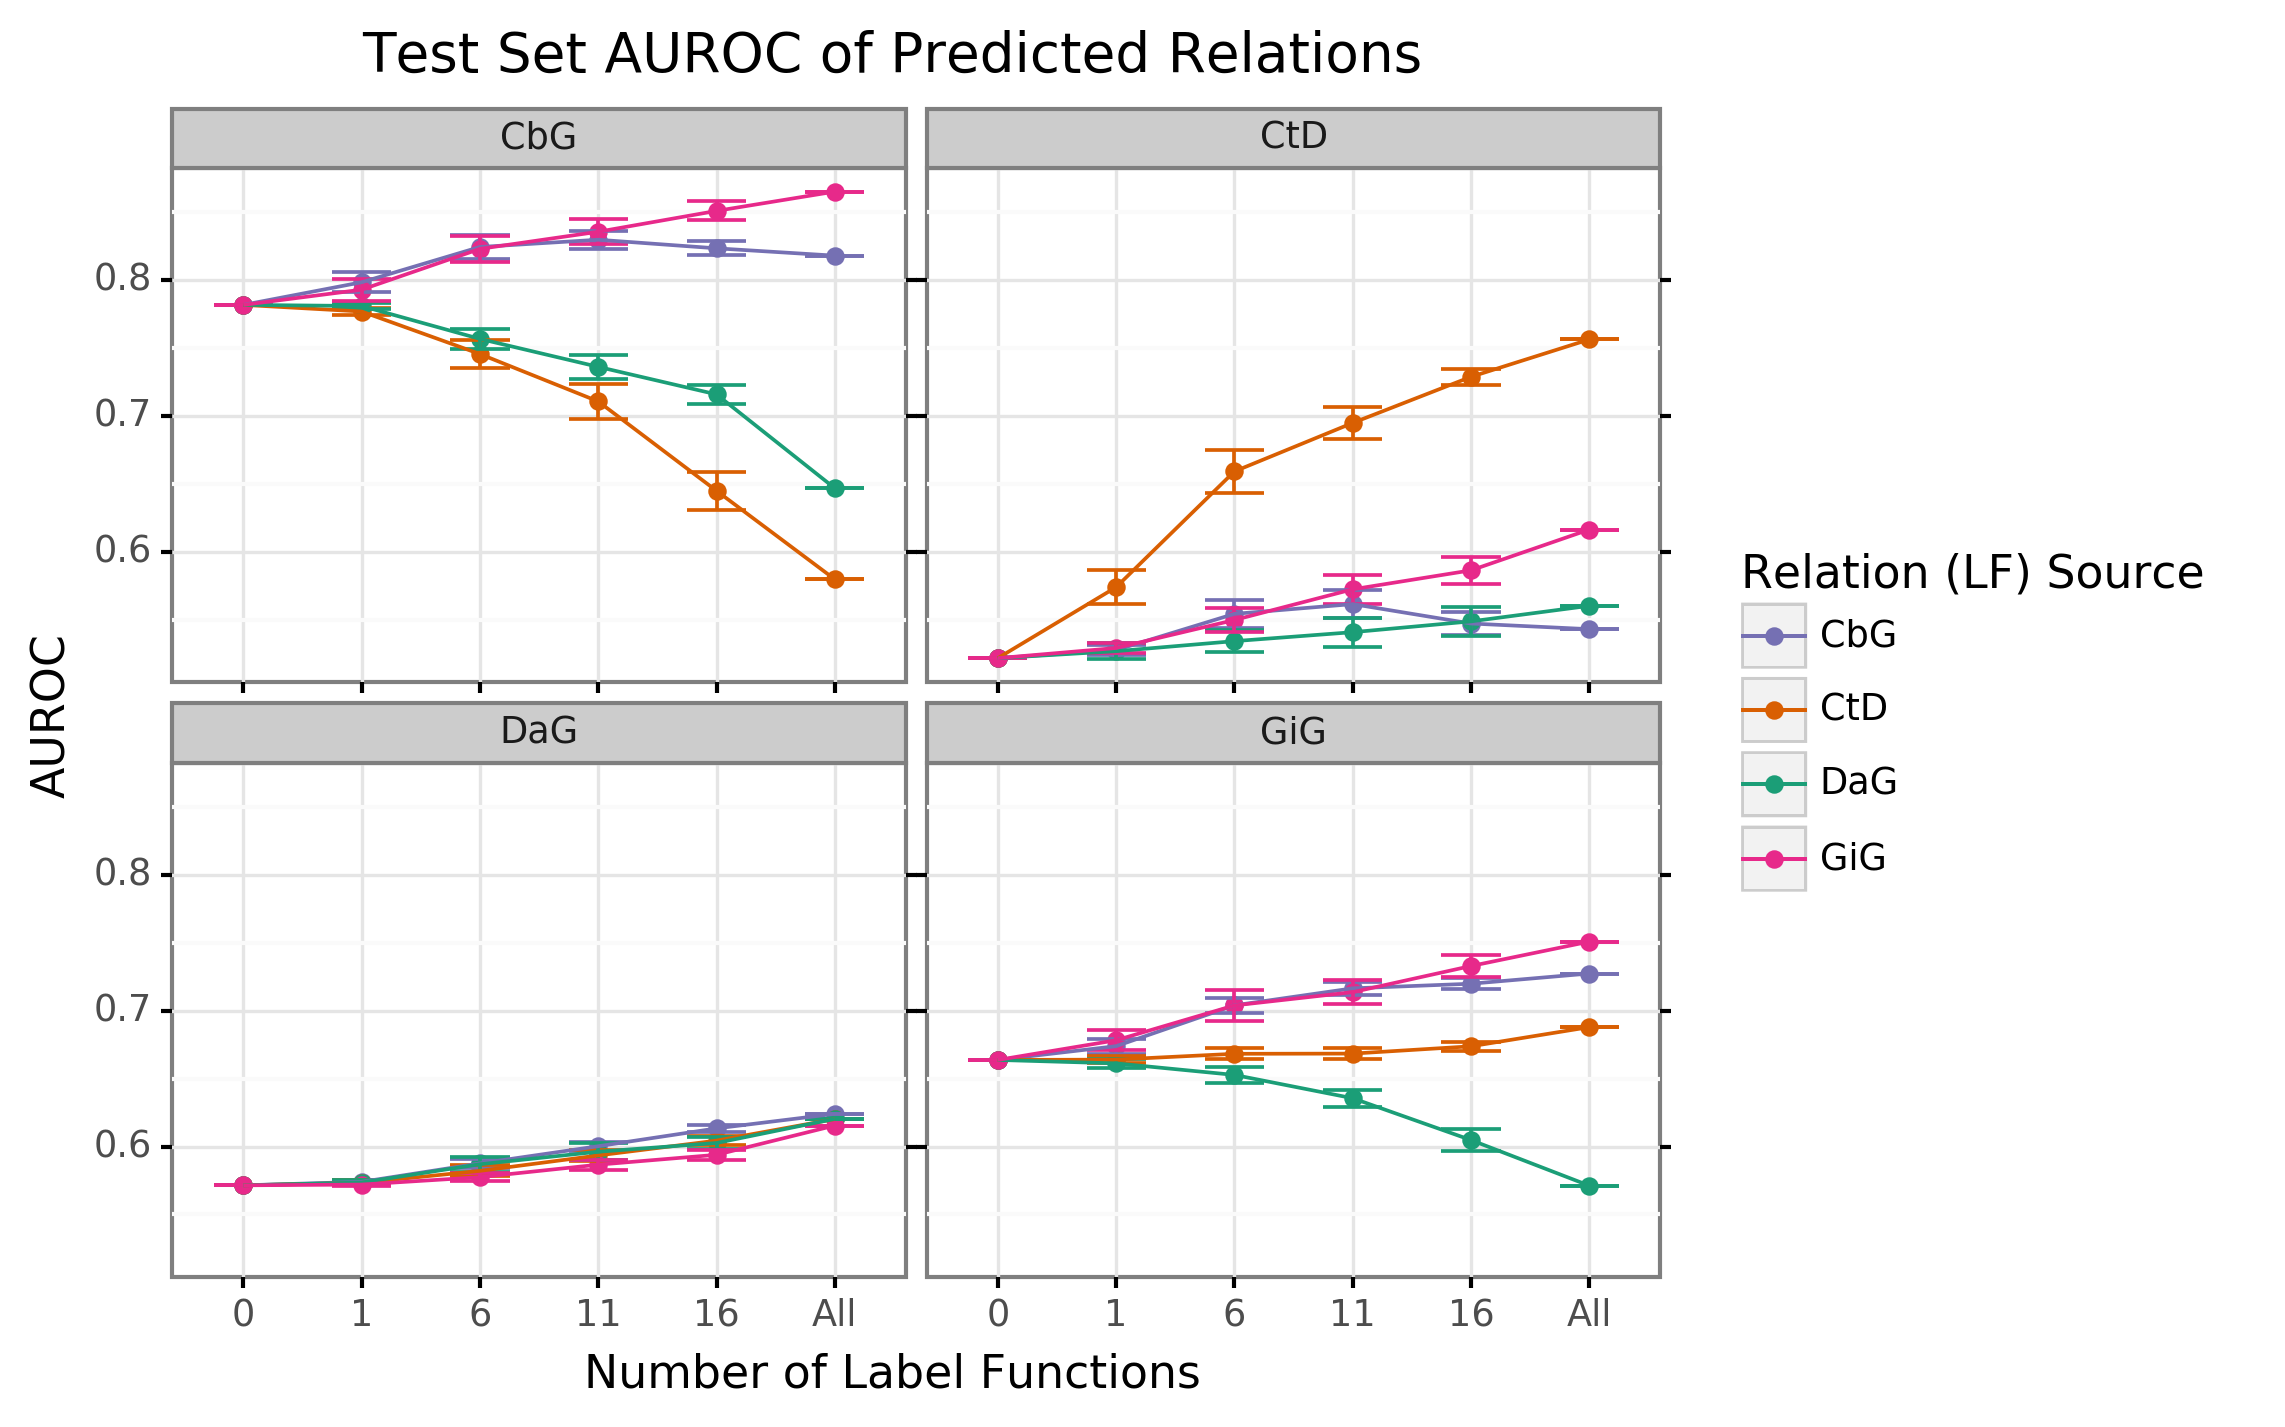 Test Set AUROC of Predicted Relations
CbG
CtD
0.8
0.7
0.6
AUROC
DaG
GiG
0.8
0.7
0.6
0 1 6 11 16 All
0 1 6 11 16 All
Number of Label Functions
Relation (LF) Source
CbG
CtD
DaG
GiG